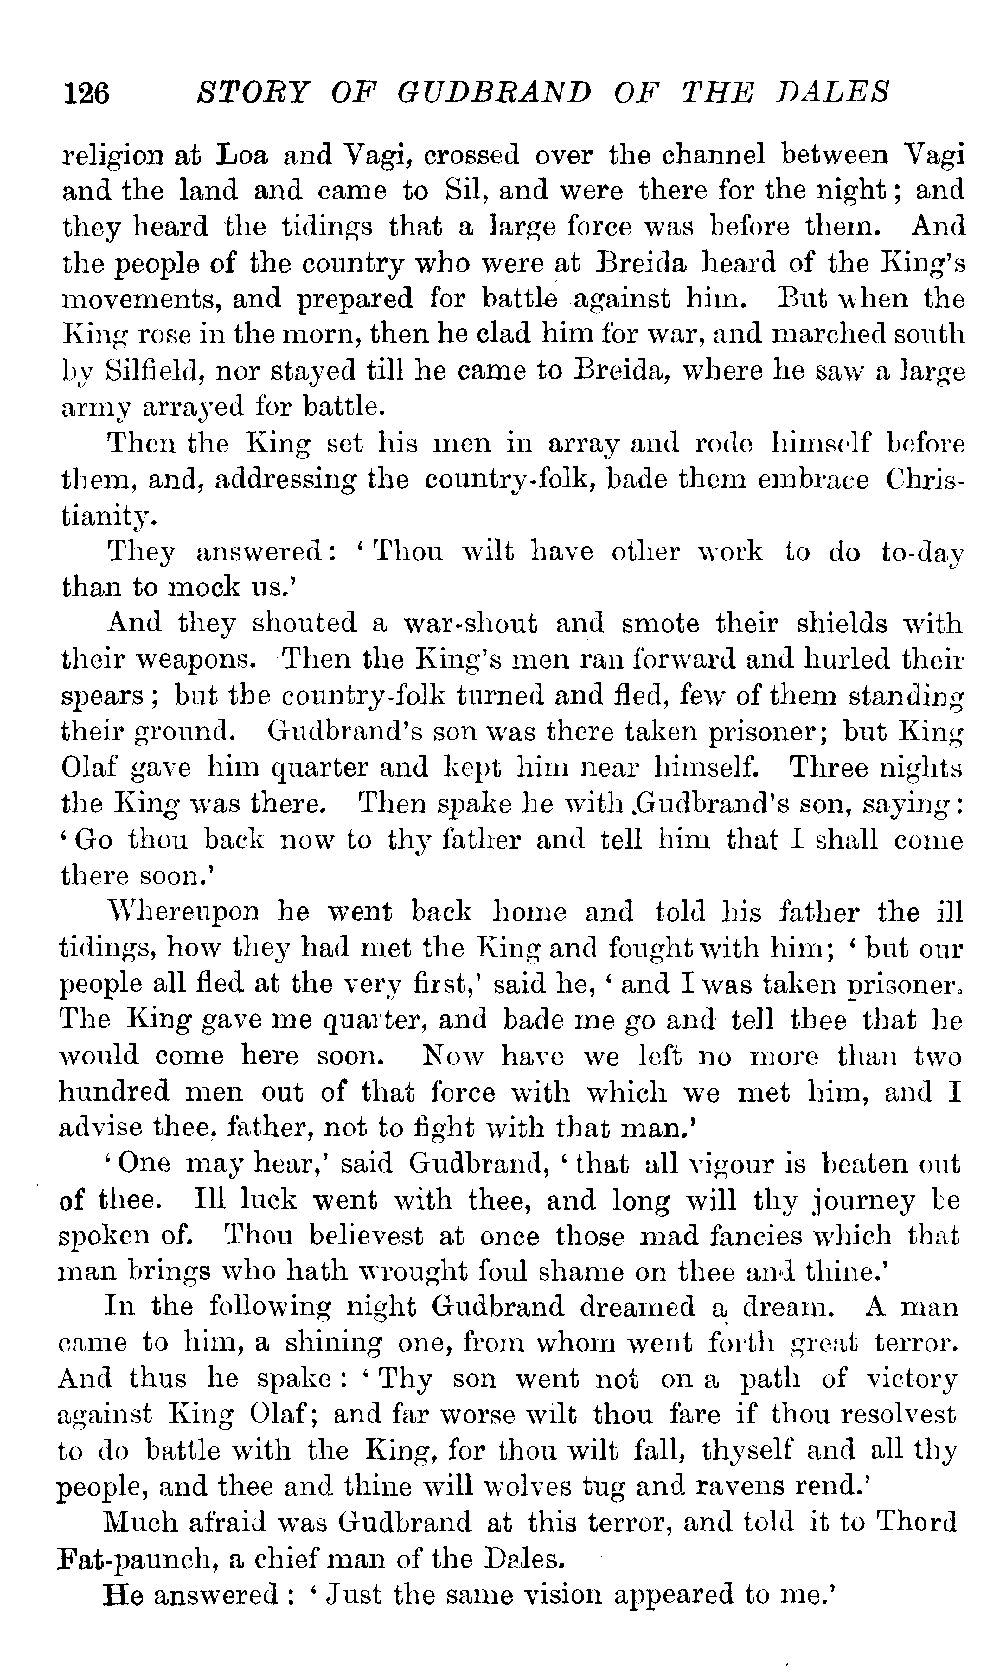 126 STORY OF GUDBRAND OF THE DALES
religion at Loa and Vagi, crossed over the channel between Vagi
and the land and came to Sil, and were there for the night; and
they heard the tidings that a large force was before them. And
the people of the country who were at Breida heard of the King's
movements, and prepared for battle against him. But when the
King rose in the morn, then he clad him for war, and marched south
by Silfield, nor stayed till he came to Breida, where he saw a large
army arrayed for battle.
Then the King set his men in array and rode himself before
them, and, addressing the country-folk, bade them embrace Chris-
tianity.
They answered: ‘Thou wilt have other work to do to-day
than to mock us.’
And they shouted a war-shout and smote their shields with
their weapons. Then the King's men ran forward and hurled their
spears; but the country-folk turned and fled, few of them standing
their ground. Gudbrand's son was there taken prisoner; but King
Olaf gave him quarter and kept him near himself. Three nights
the King was there. Then spake he with Gudbrand's son, saying:
‘Go thou back now to thy father and tell him that I shall come
there soon.’
Whereupon he went back home and told his father the ill
tidings, how they had met the King and fought with him; ‘but our
people all fled at the very first,’ said he, ‘and I was taken prisoner.
The King gave me quarter, and bade me go and tell thee that he
would come here soon. Now have we left no more than two
hundred men out of that force with which we met him, and I
advise thee, father, not to fight with that man.’
‘One may hear,’ said Gudbrand, ‘that all vigour is beaten out
of thee. Ill luck went with thee, and long will thy journey be
spoken of. Thou believest at once those mad fancies which that
man brings who hath wrought foul shame on thee and thine.’
In the following night Gudbrand dreamed a dream. A man
came to him, a shining one, from whom went forth great terror.
And thus he spake: ‘Thy son went not on a path of victory
against King Olaf; and far worse wilt thou fare if thou resolvest
to do battle with the King, for thou wilt fall, thyself and all thy
people, and thee and thine will wolves tug and ravens rend.’
Much afraid was Gudbrand at this terror, and told it to Thord
Fat-paunch, a chief man of the Dales.
He answered: ‘Just the same vision appeared to me.’